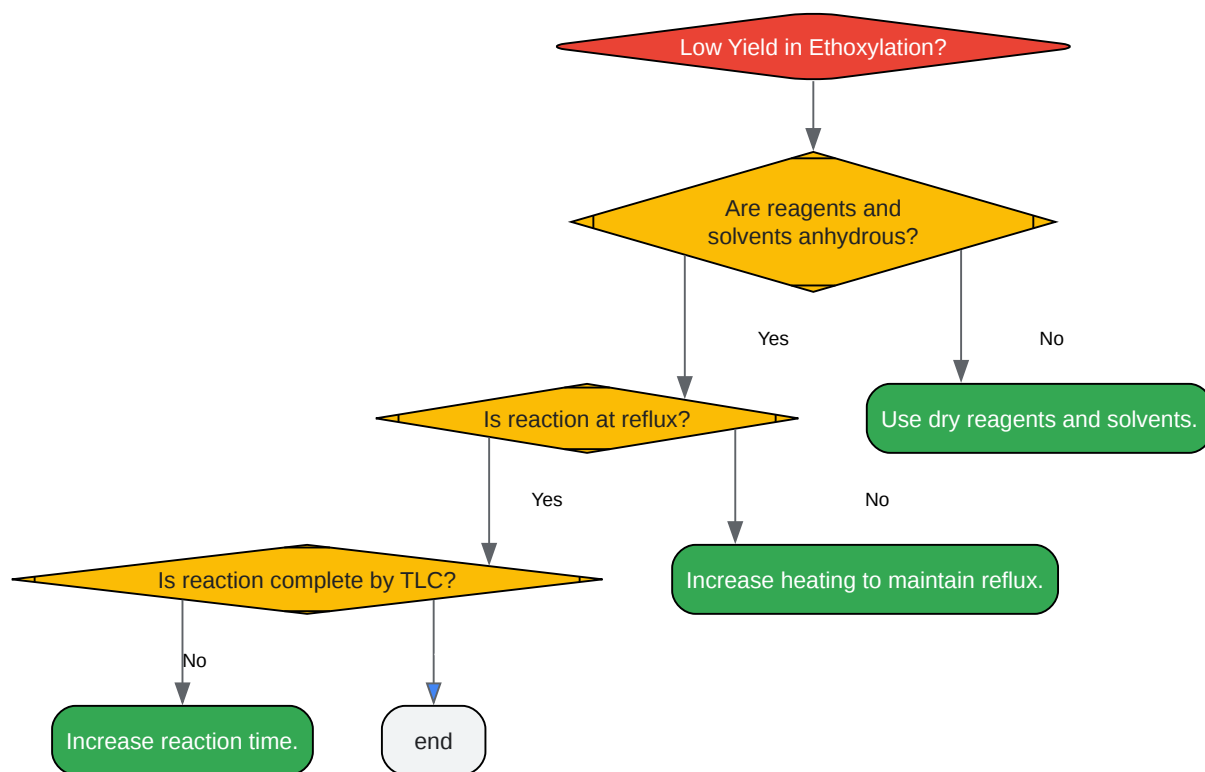 Low Yield in Ethoxylation?
Are reagents and
solvents anhydrous?
Yes
No
Is reaction at reflux?
Use dry reagents and solvents.
Yes
No
Is reaction complete by TLC?
Increase heating to maintain reflux.
No
Increase reaction time.
end